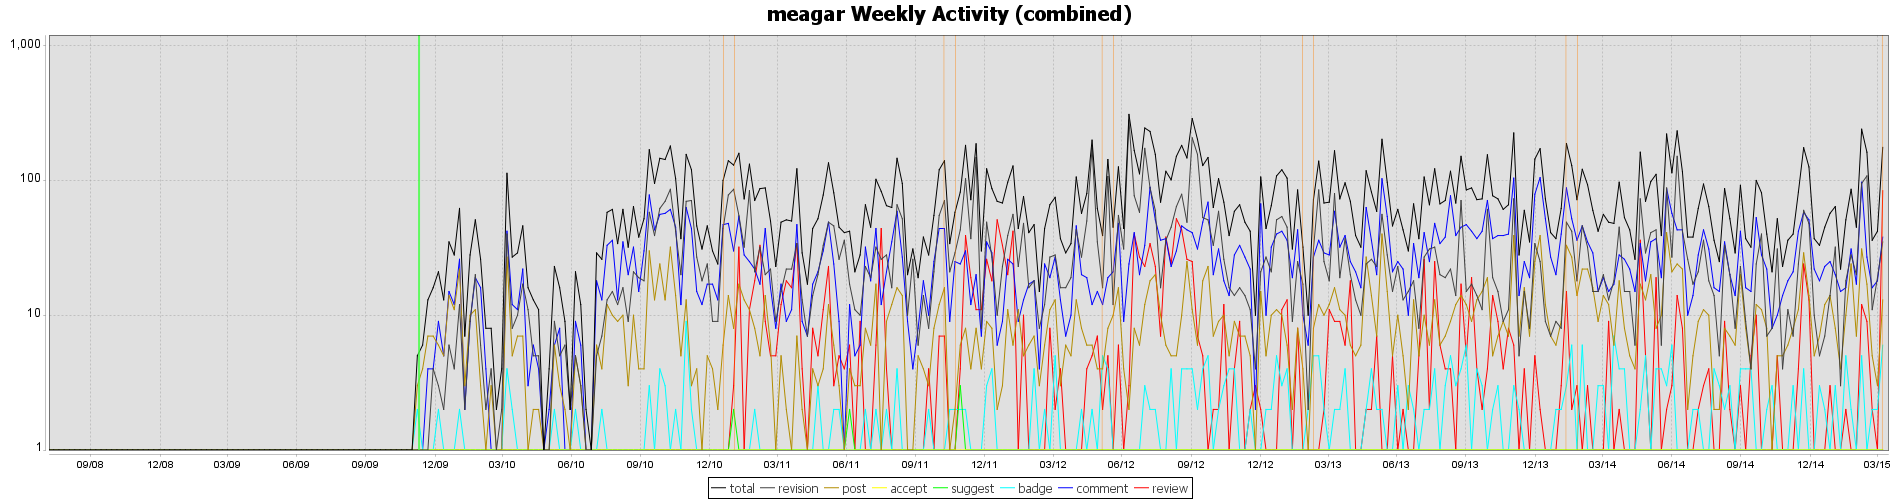 meagar Weekly Activity (combined)
1,000
100
10
1
09/08 12/08 03/09 06/09 09/09 12/09 03/10 06/10 09/10 12/10 03/11 06/11 09/11 12/11 03/12 06/12 09/12 12/12 03/13 06/13 09/13 12/13 03/14 06/14 09/14 12/14 03/15
total revision post accept suggest badge comment review